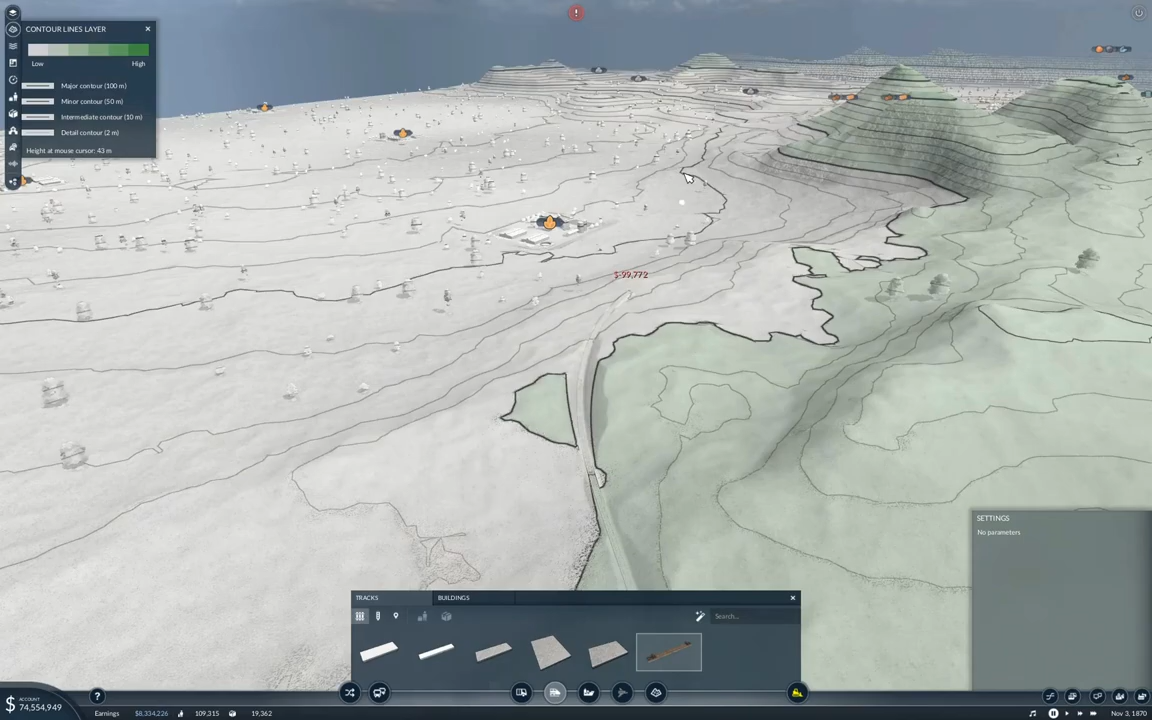 CONTOUR LINES LAYER
Low High
Major contour (100 m)
Minor contour (50 m)
Intermediate contour (10 m)
Detail contour (2 m)
Height at mouse cursor: 43 m
$-99,772
SETTINGS
No parameters
TRACKS BUILDINGS
Search...
ACCOUNT
$ 74,554,949
Earnings $8,334,226 109,315 19,362
Nov 3, 1870